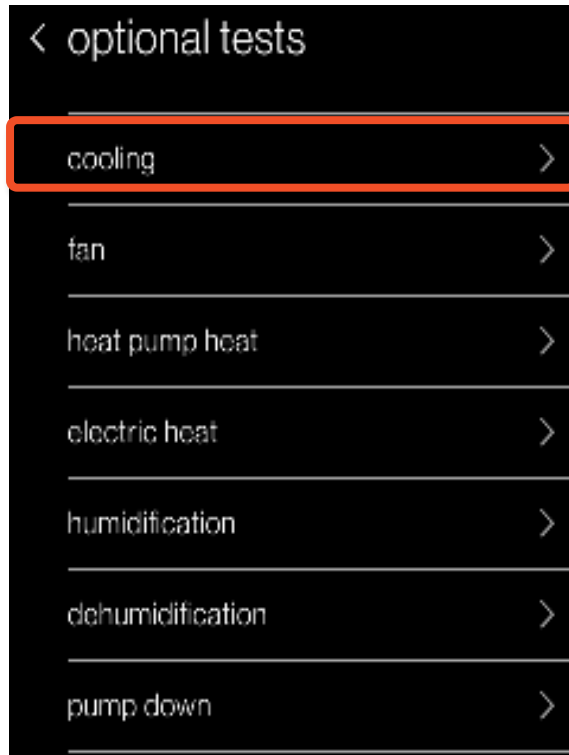 optional tests
cooling
fan
heat pump heat
electric heat
humidification
dehumidification
pump down